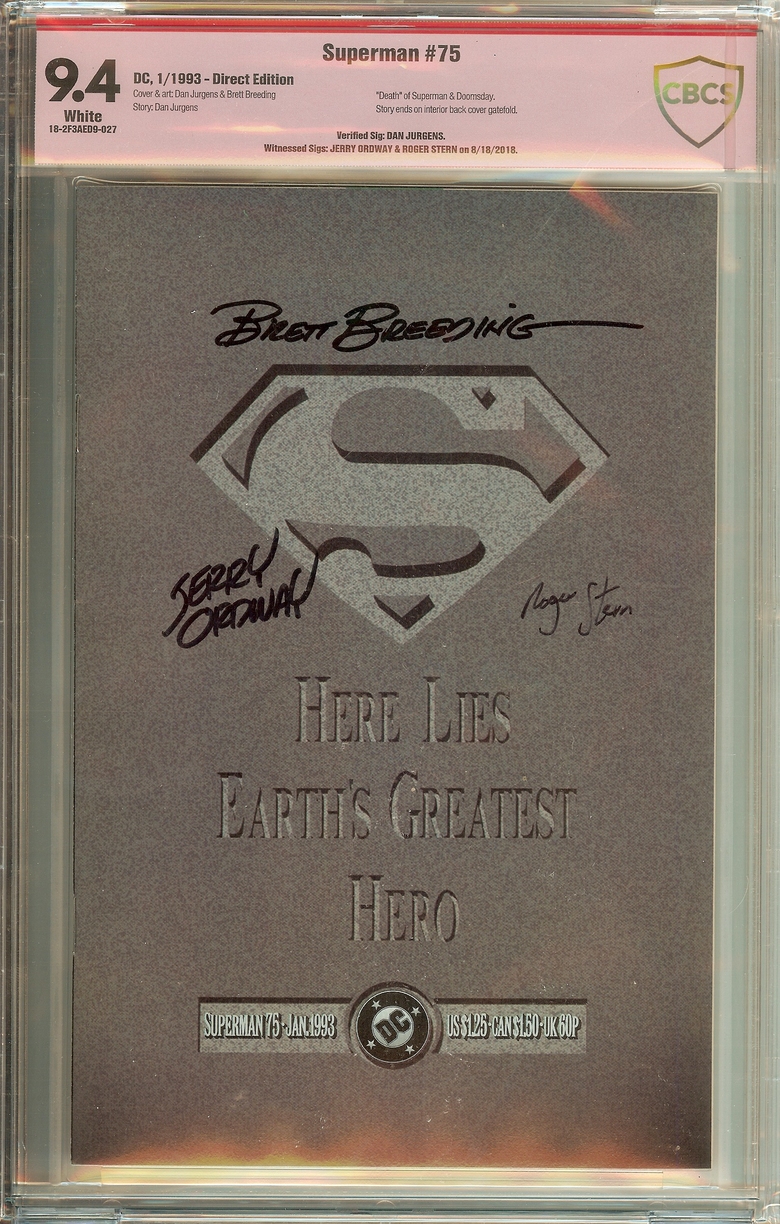 Superman #75
9.4
White
18-2F3AED9-027
DC, 1/1993 - Direct Edition
Cover & art: Dan Jurgens & Brett Breeding
Story: Dan Jurgens
"Death" of Superman & Doomsday.
Story ends on interior back cover gatefold.
Verified Sig: DAN JURGENS.
Witnessed Sigs: JERRY ORDWAY & ROGER STERN on 8/18/2018.
CBCS
BRETT BREEDING
S
JERRY
ORDWAY
Roger Stern
HERE LIES
EARTH'S GREATEST
HERO
SUPERMAN 75 · JAN. 1993
DC
US $1.25 · CAN $1.50 · UK 60P